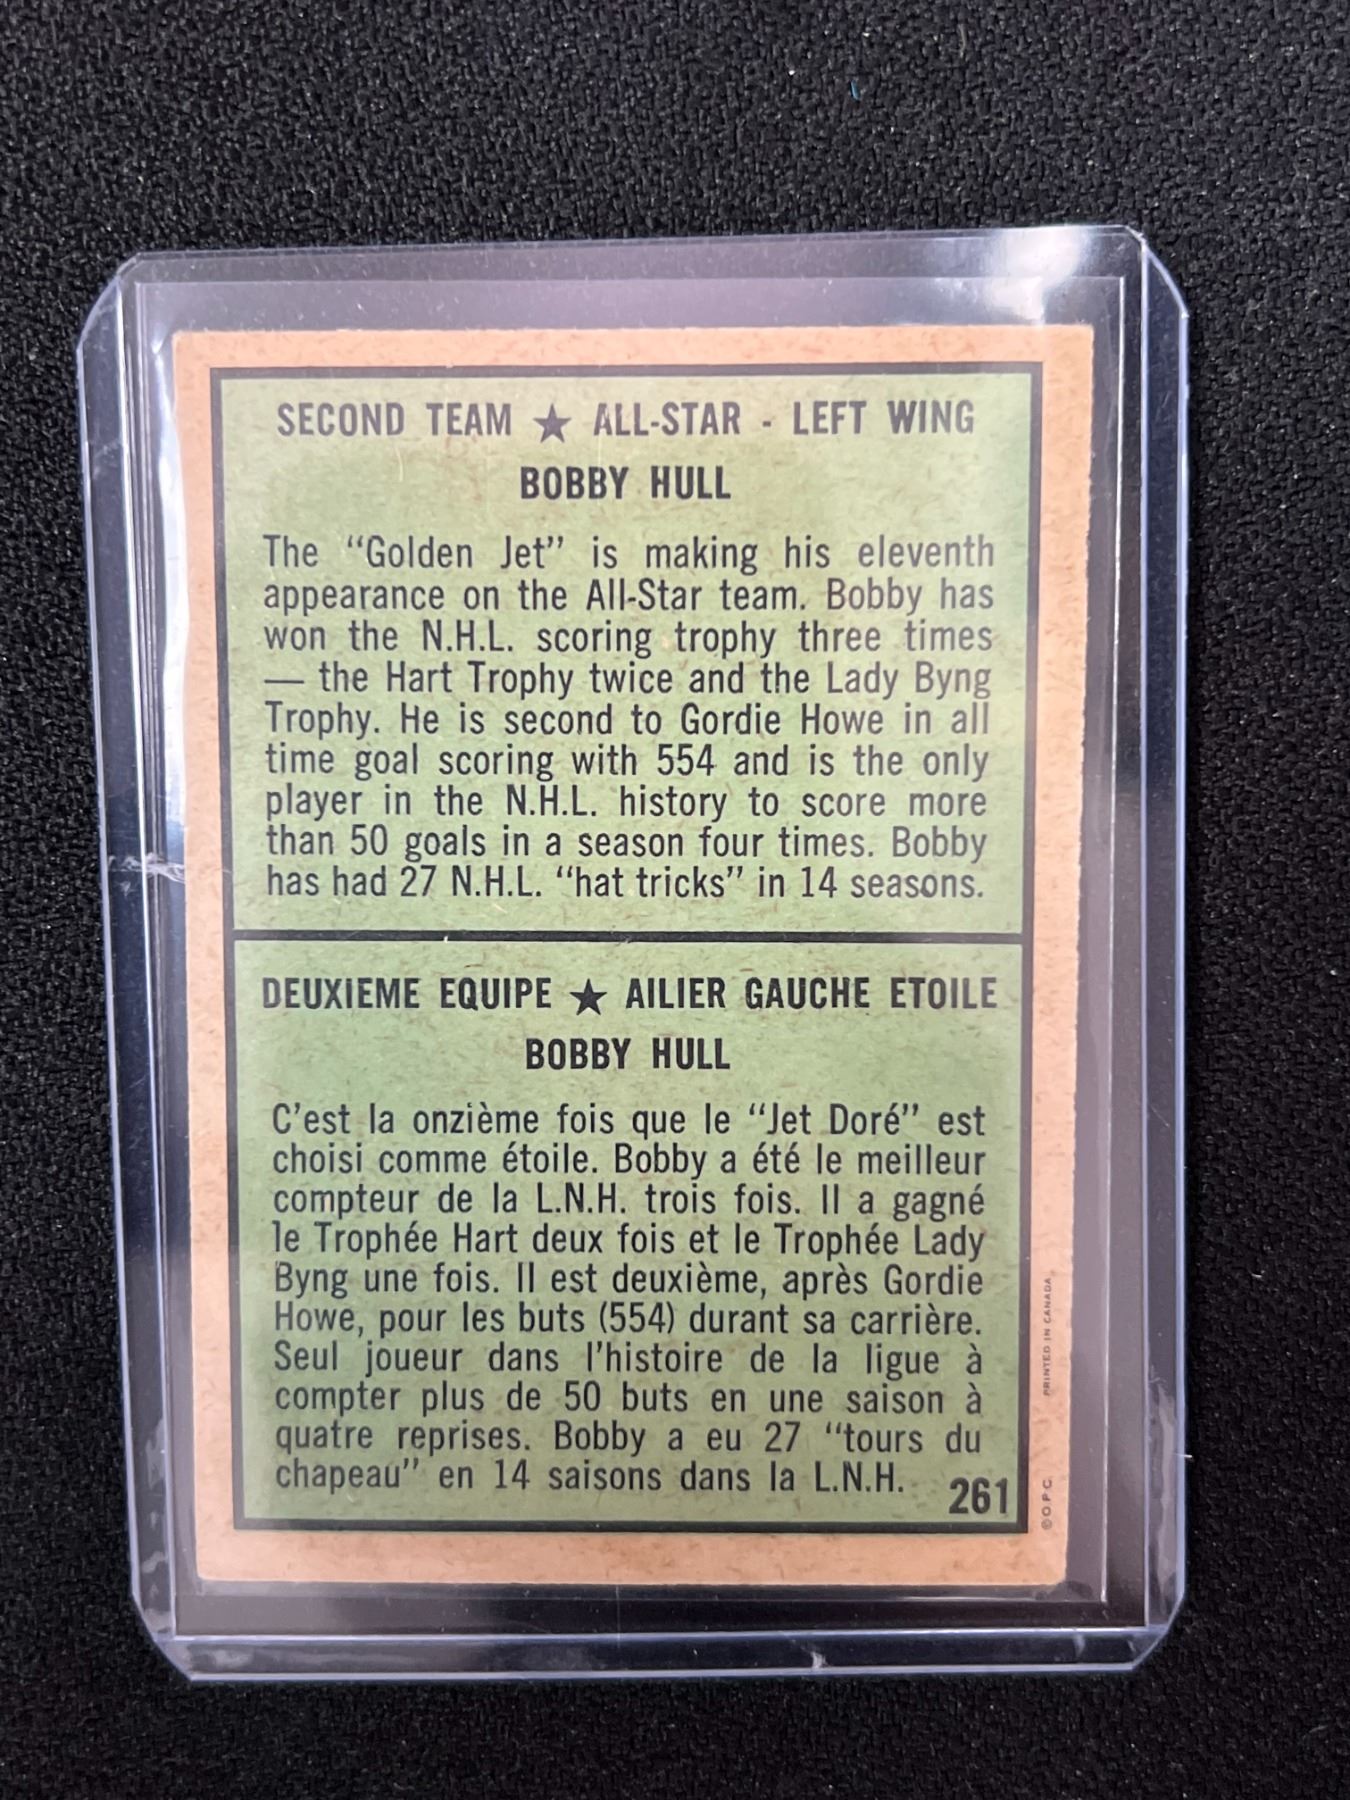 SECOND TEAM ★ ALL-STAR - LEFT WING
BOBBY HULL
The "Golden Jet" is making his eleventh
appearance on the All-Star team. Bobby has
won the N.H.L. scoring trophy three times
— the Hart Trophy twice and the Lady Byng
Trophy. He is second to Gordie Howe in all
time goal scoring with 554 and is the only
player in the N.H.L. history to score more
than 50 goals in a season four times. Bobby
has had 27 N.H.L. "hat tricks" in 14 seasons.
DEUXIEME EQUIPE ★ AILIER GAUCHE ETOILE
BOBBY HULL
C'est la onzième fois que le "Jet Doré" est
choisi comme étoile. Bobby a été le meilleur
compteur de la L.N.H. trois fois. Il a gagné
le Trophée Hart deux fois et le Trophée Lady
Byng une fois. Il est deuxième, après Gordie
Howe, pour les buts (554) durant sa carrière.
Seul joueur dans l'histoire de la ligue à
compter plus de 50 buts en une saison à
quatre reprises. Bobby a eu 27 "tours du
chapeau" en 14 saisons dans la L.N.H.
261
© O.P.C. PRINTED IN CANADA